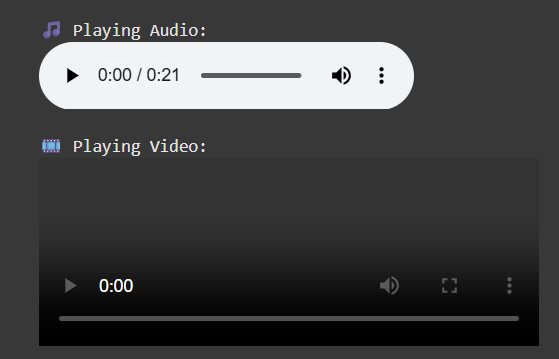 🎵 Playing Audio:
0:00 / 0:21
🎞️ Playing Video:
0:00